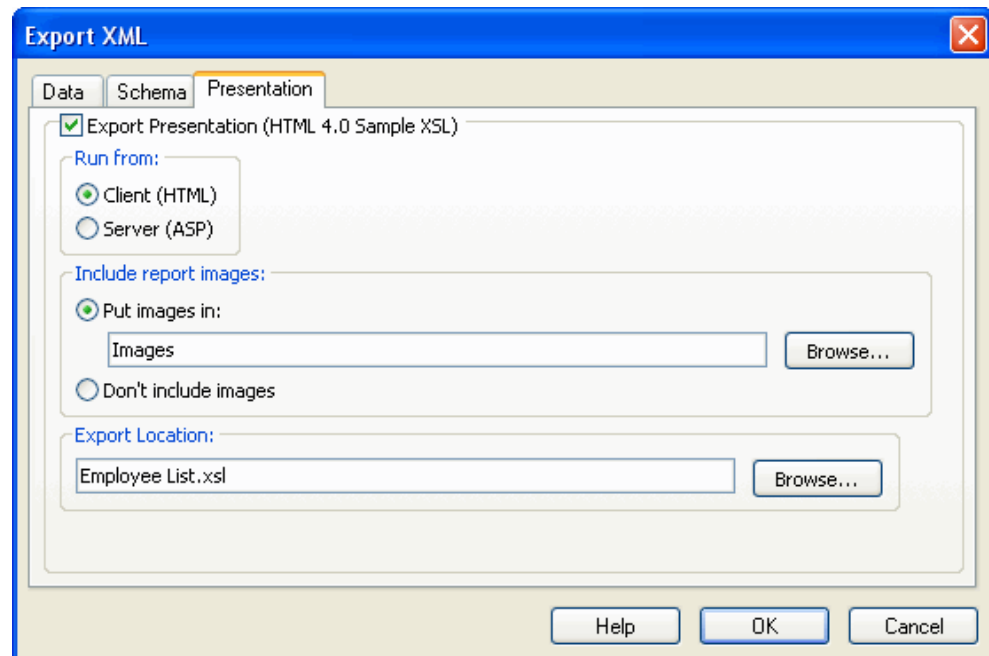 Export XML
Data Schema Presentation
Export Presentation (HTML 4.0 Sample XSL)
Run from:
Client (HTML)
Server (ASP)
Include report images:
Put images in:
Images Browse...
Don't include images
Export Location:
Employee List.xsl Browse...
Help OK Cancel